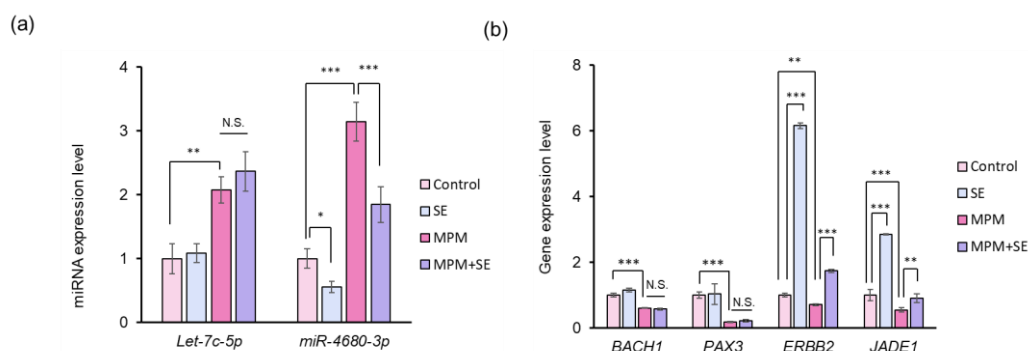 (a)
miRNA expression level
4
3
2
1
0
**
N.S.
***
***
*
Let-7c-5p
miR-4680-3p
Control
SE
MPM
MPM+SE
(b)
Gene expression level
8
6
4
2
0
***
N.S.
***
N.S.
**
***
***
***
***
**
BACH1
PAX3
ERBB2
JADE1
Control
SE
MPM
MPM+SE